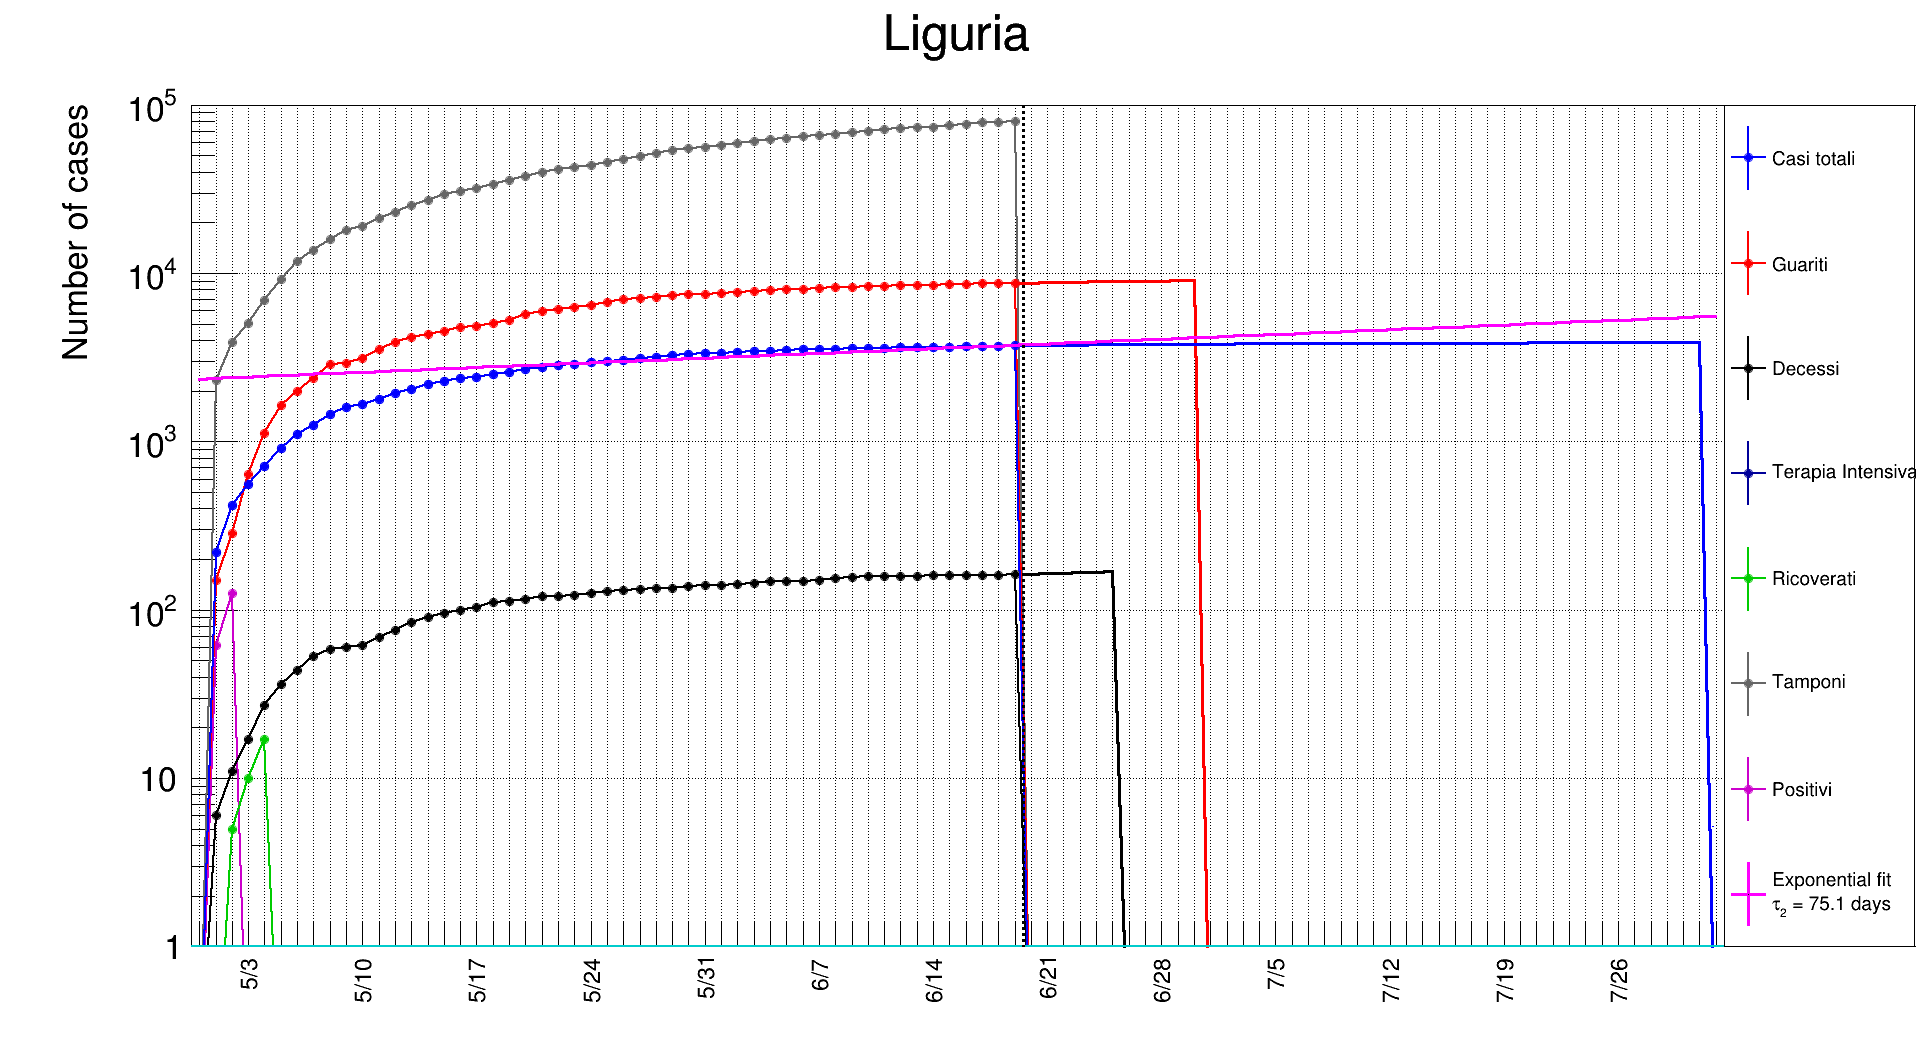 Liguria
Number of cases
10^5
10^4
10^3
10^2
10
1
5/3
5/10
5/17
5/24
5/31
6/7
6/14
6/21
6/28
7/5
7/12
7/19
7/26
Casi totali
Guariti
Decessi
Terapia Intensiva
Ricoverati
Tamponi
Positivi
Exponential fit
τ₂ = 75.1 days